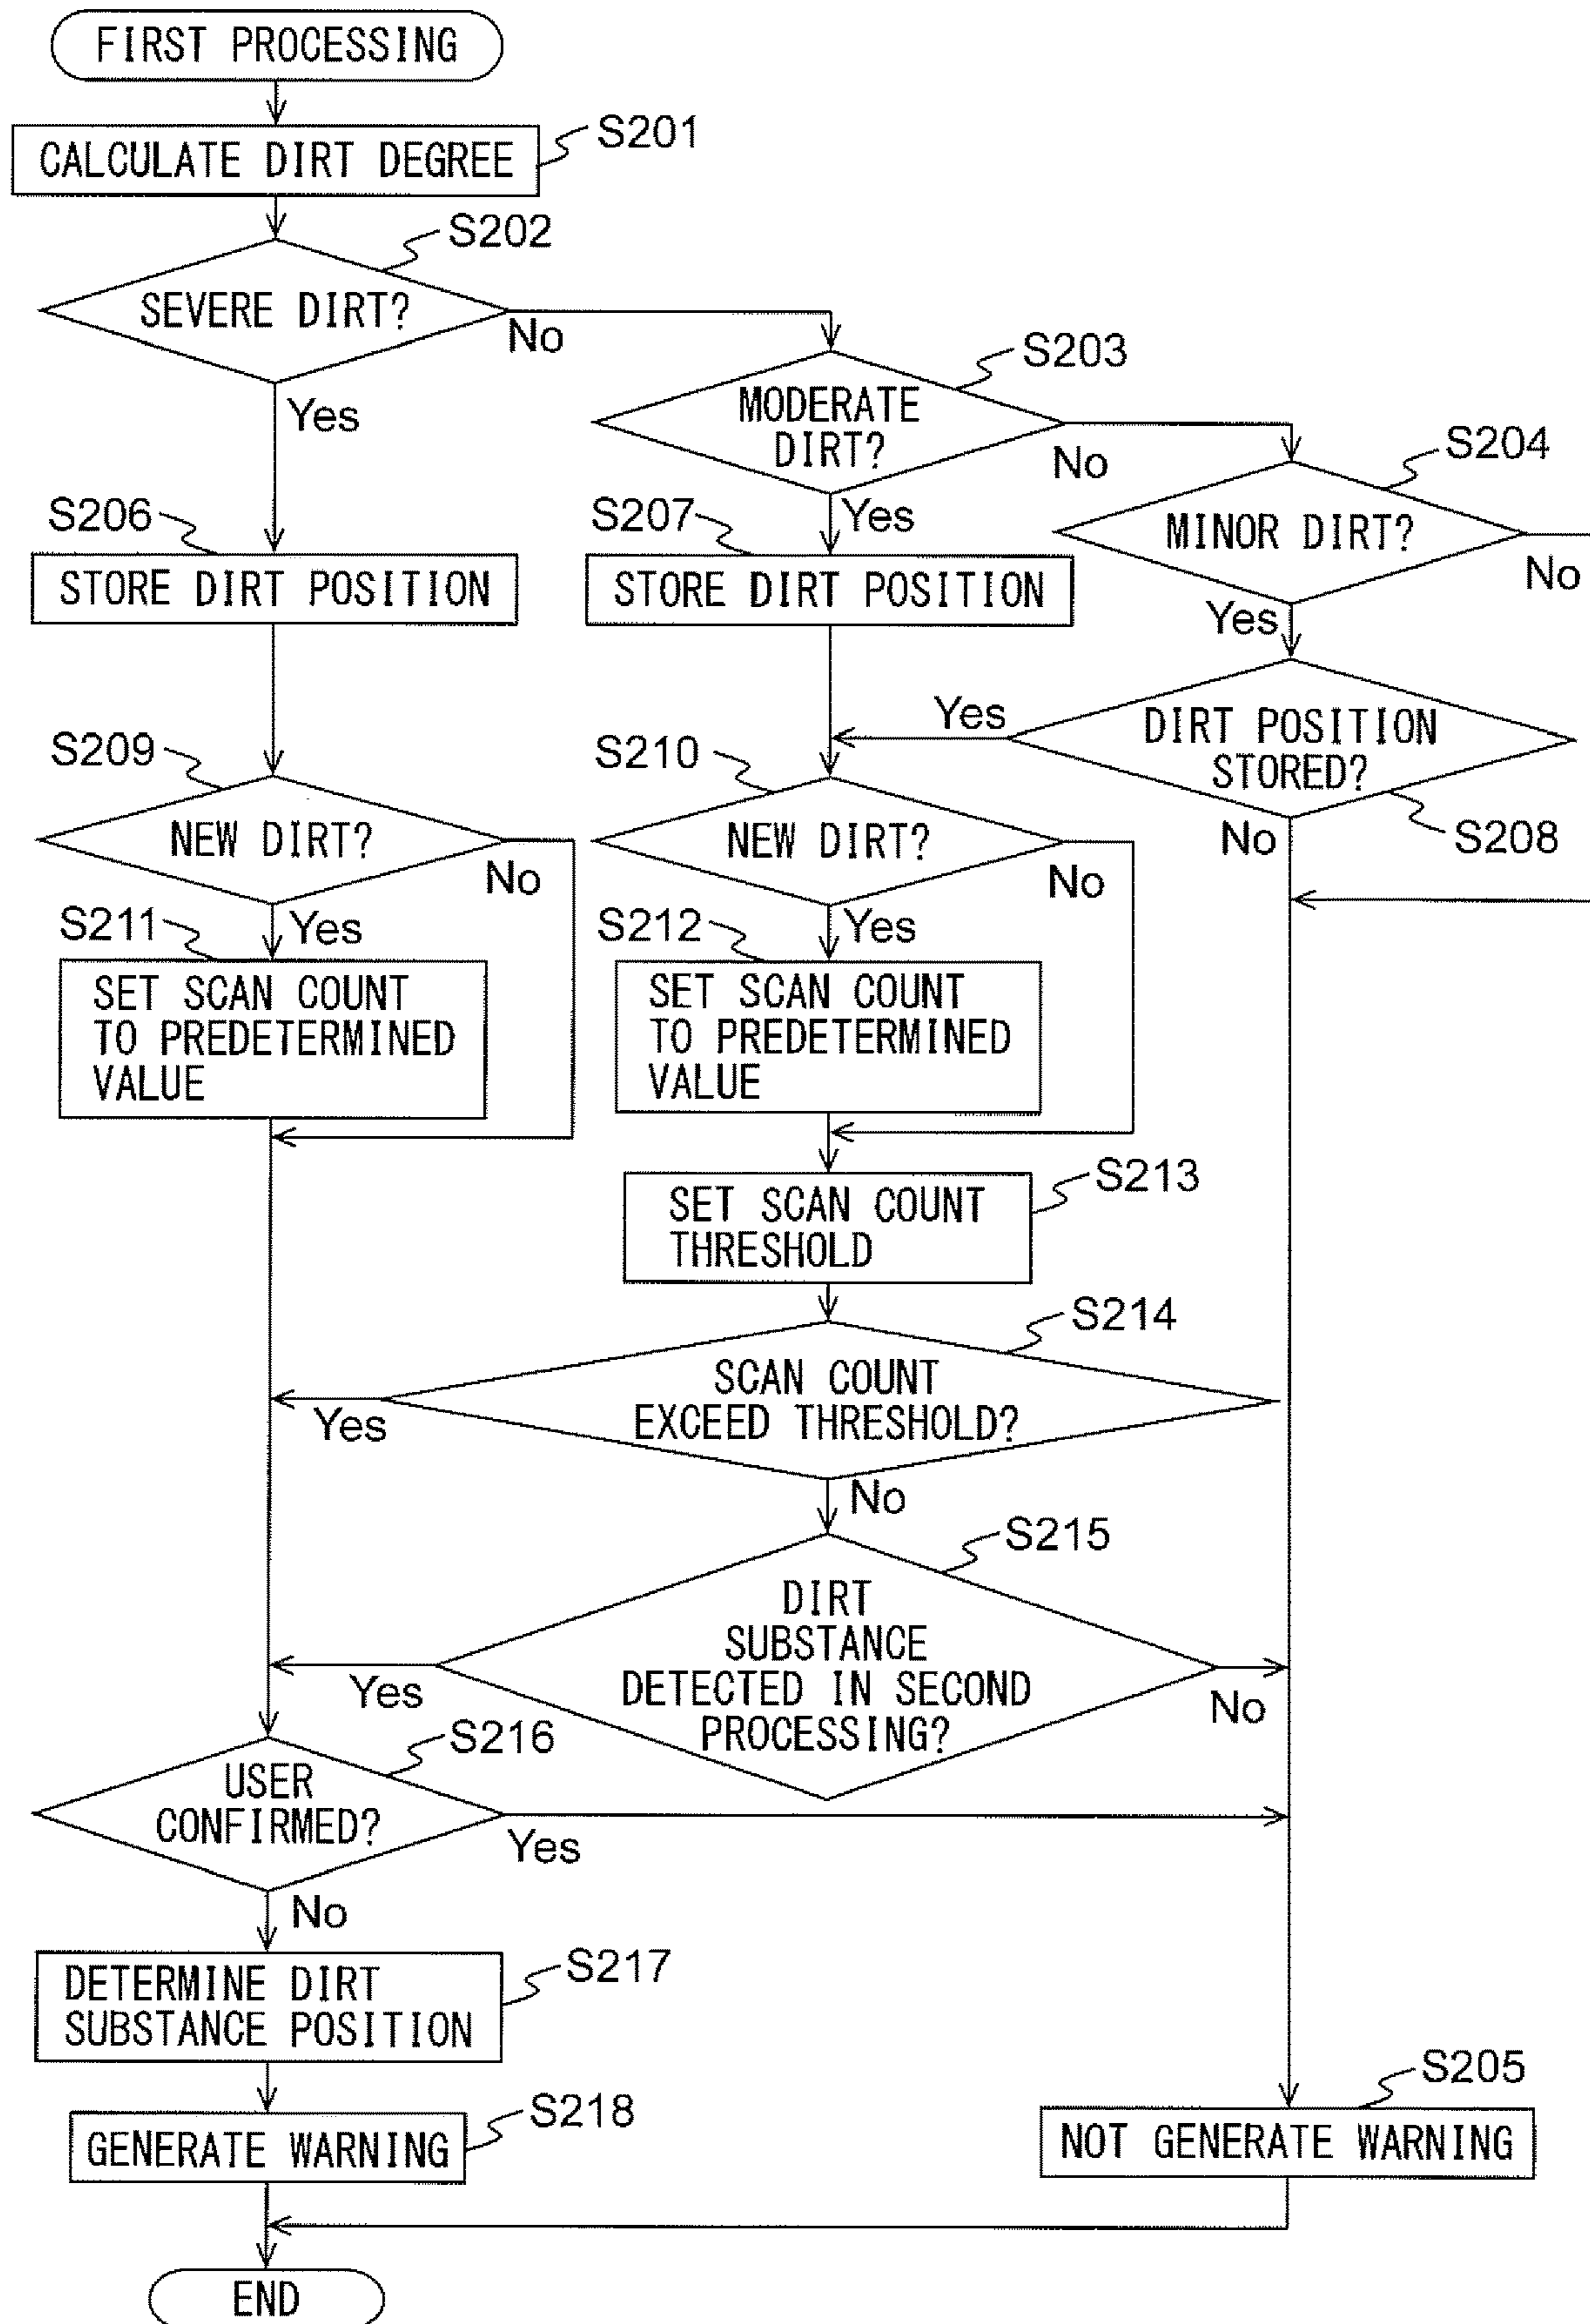 FIRST PROCESSING
S201
CALCULATE DIRT DEGREE
S202
SEVERE DIRT?
No
Yes
S203
MODERATE
DIRT?
No
Yes
S204
MINOR DIRT?
No
Yes
S206
STORE DIRT POSITION
S207
STORE DIRT POSITION
Yes
DIRT POSITION
STORED?
S208
No
S209
NEW DIRT?
No
Yes
S210
NEW DIRT?
No
Yes
S211
SET SCAN COUNT
TO PREDETERMINED
VALUE
S212
SET SCAN COUNT
TO PREDETERMINED
VALUE
S213
SET SCAN COUNT
THRESHOLD
S214
SCAN COUNT
EXCEED THRESHOLD?
Yes
No
S215
DIRT
SUBSTANCE
DETECTED IN SECOND
PROCESSING?
Yes
No
S216
USER
CONFIRMED?
Yes
No
S217
DETERMINE DIRT
SUBSTANCE POSITION
S218
GENERATE WARNING
S205
NOT GENERATE WARNING
END